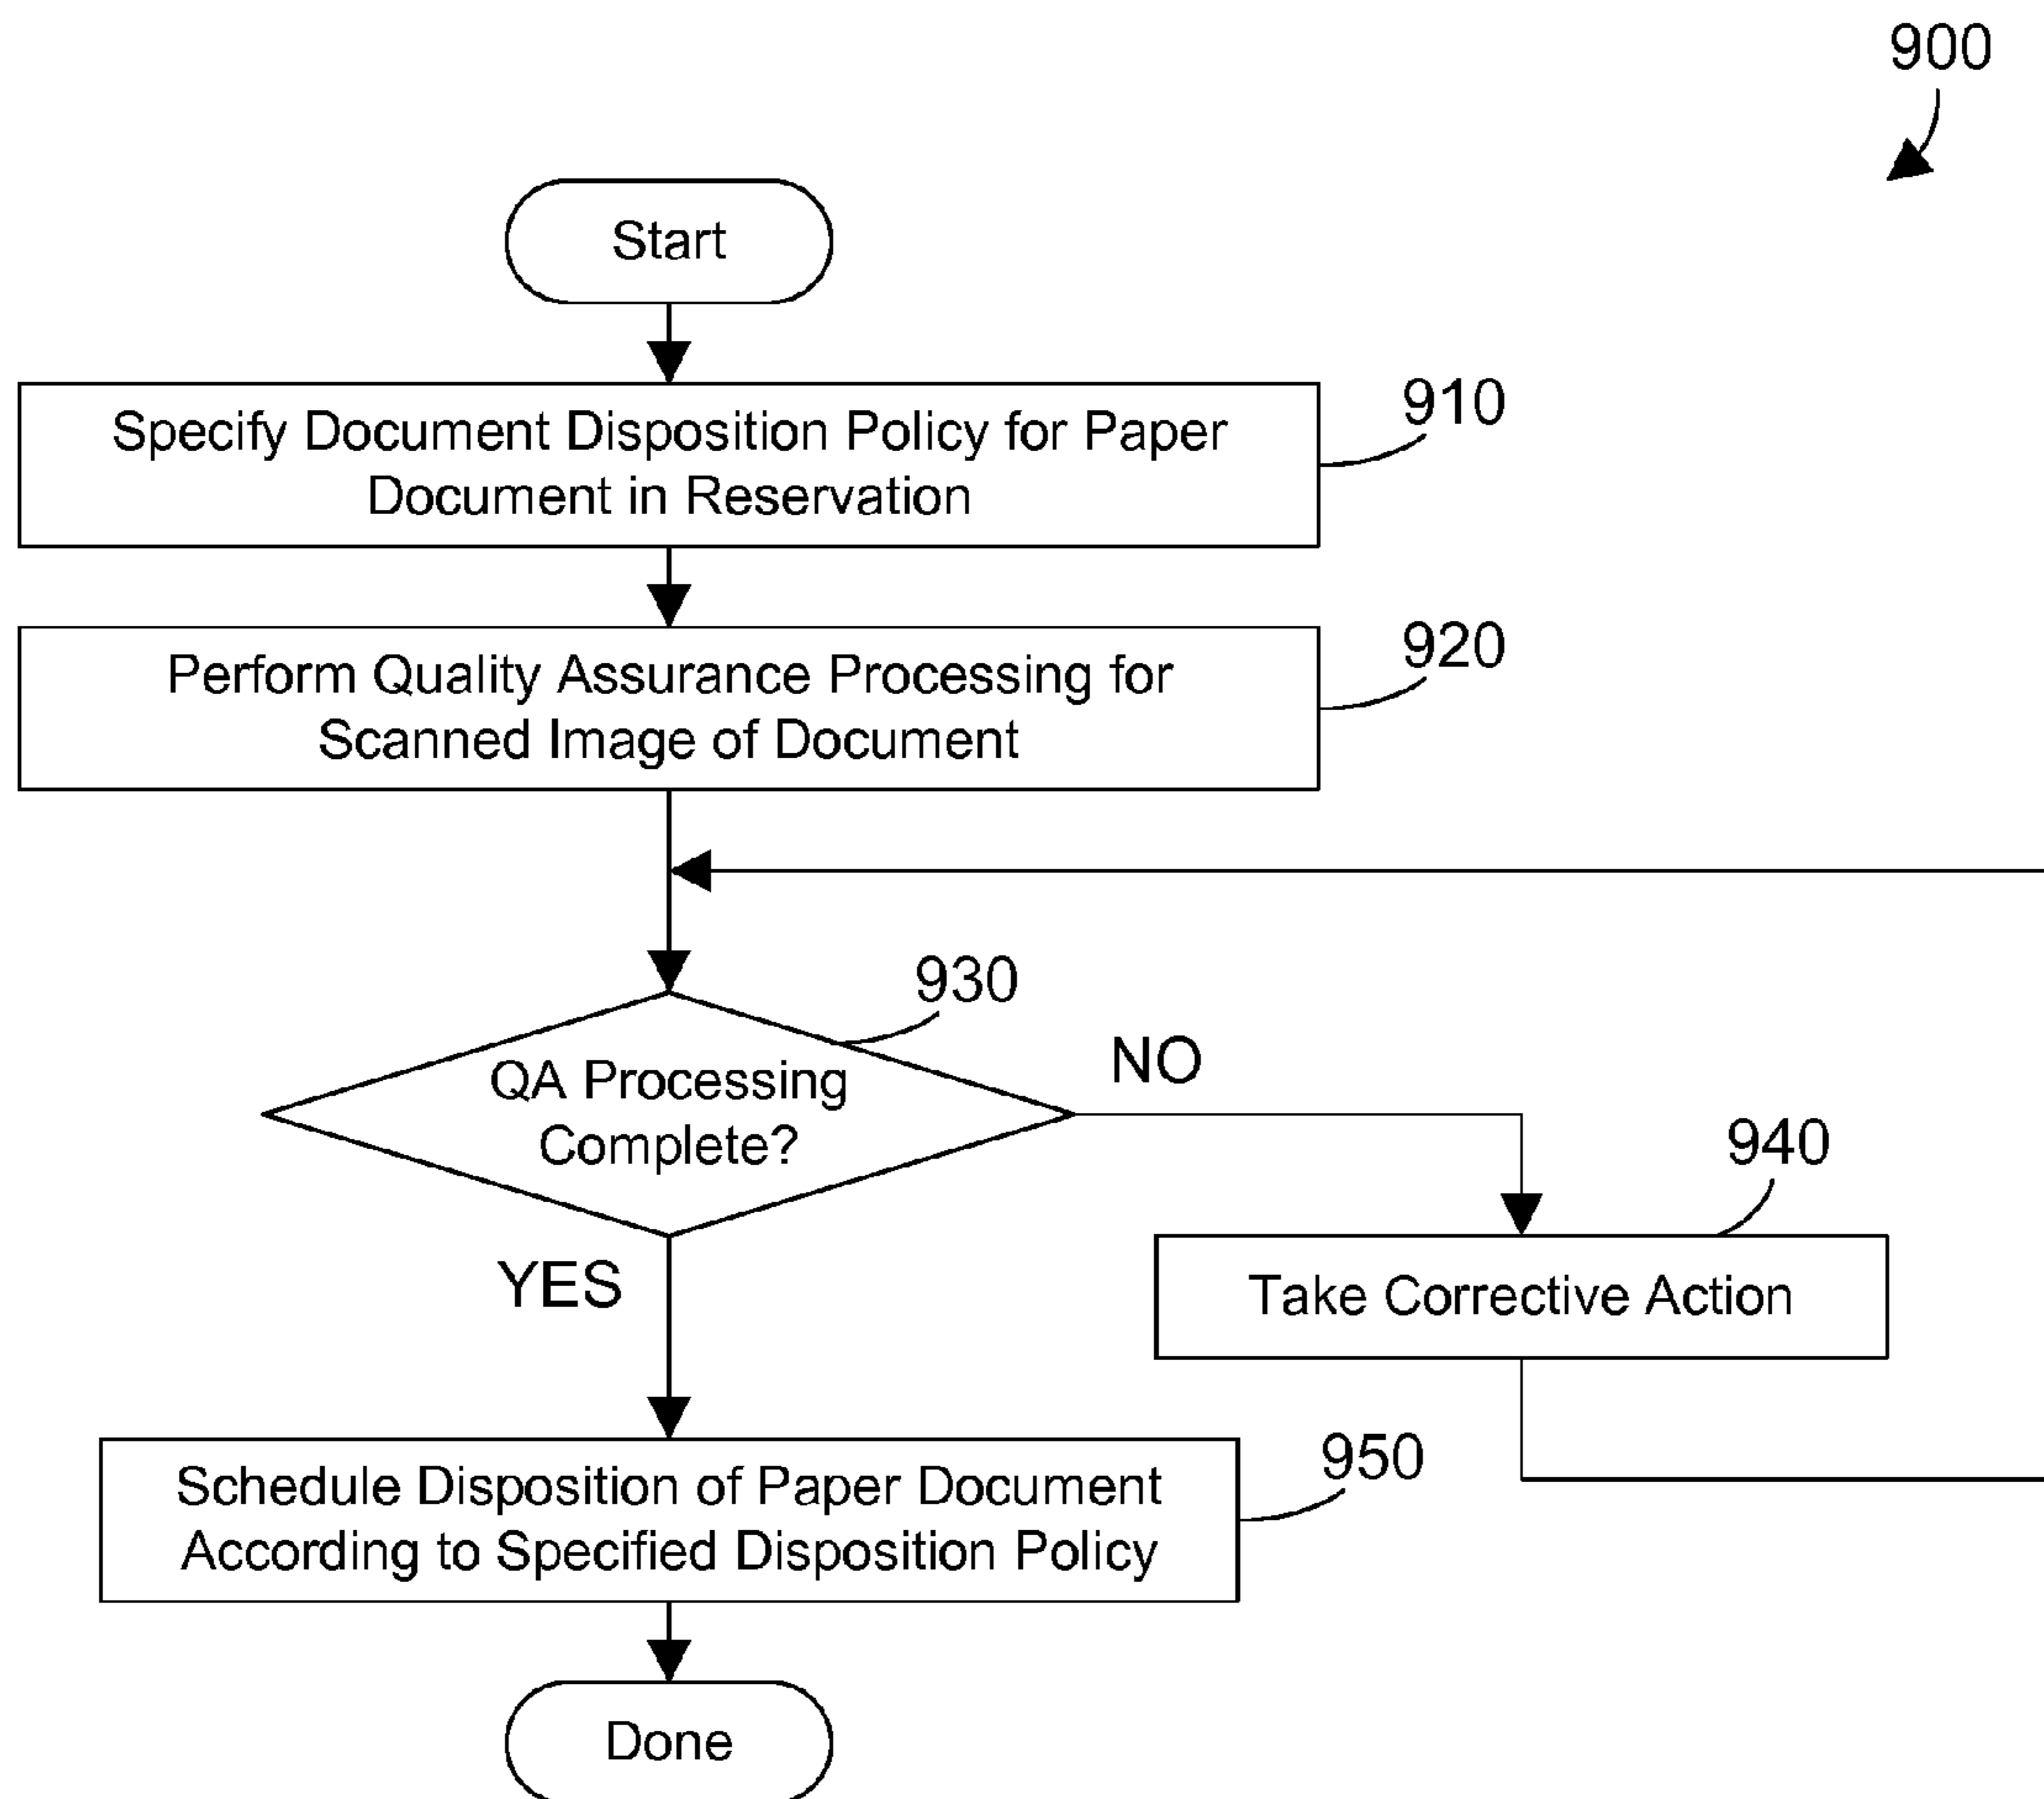 900
Start
Specify Document Disposition Policy for Paper
Document in Reservation
910
Perform Quality Assurance Processing for
Scanned Image of Document
920
930
QA Processing
Complete?
NO
940
YES
Take Corrective Action
950
Schedule Disposition of Paper Document
According to Specified Disposition Policy
Done